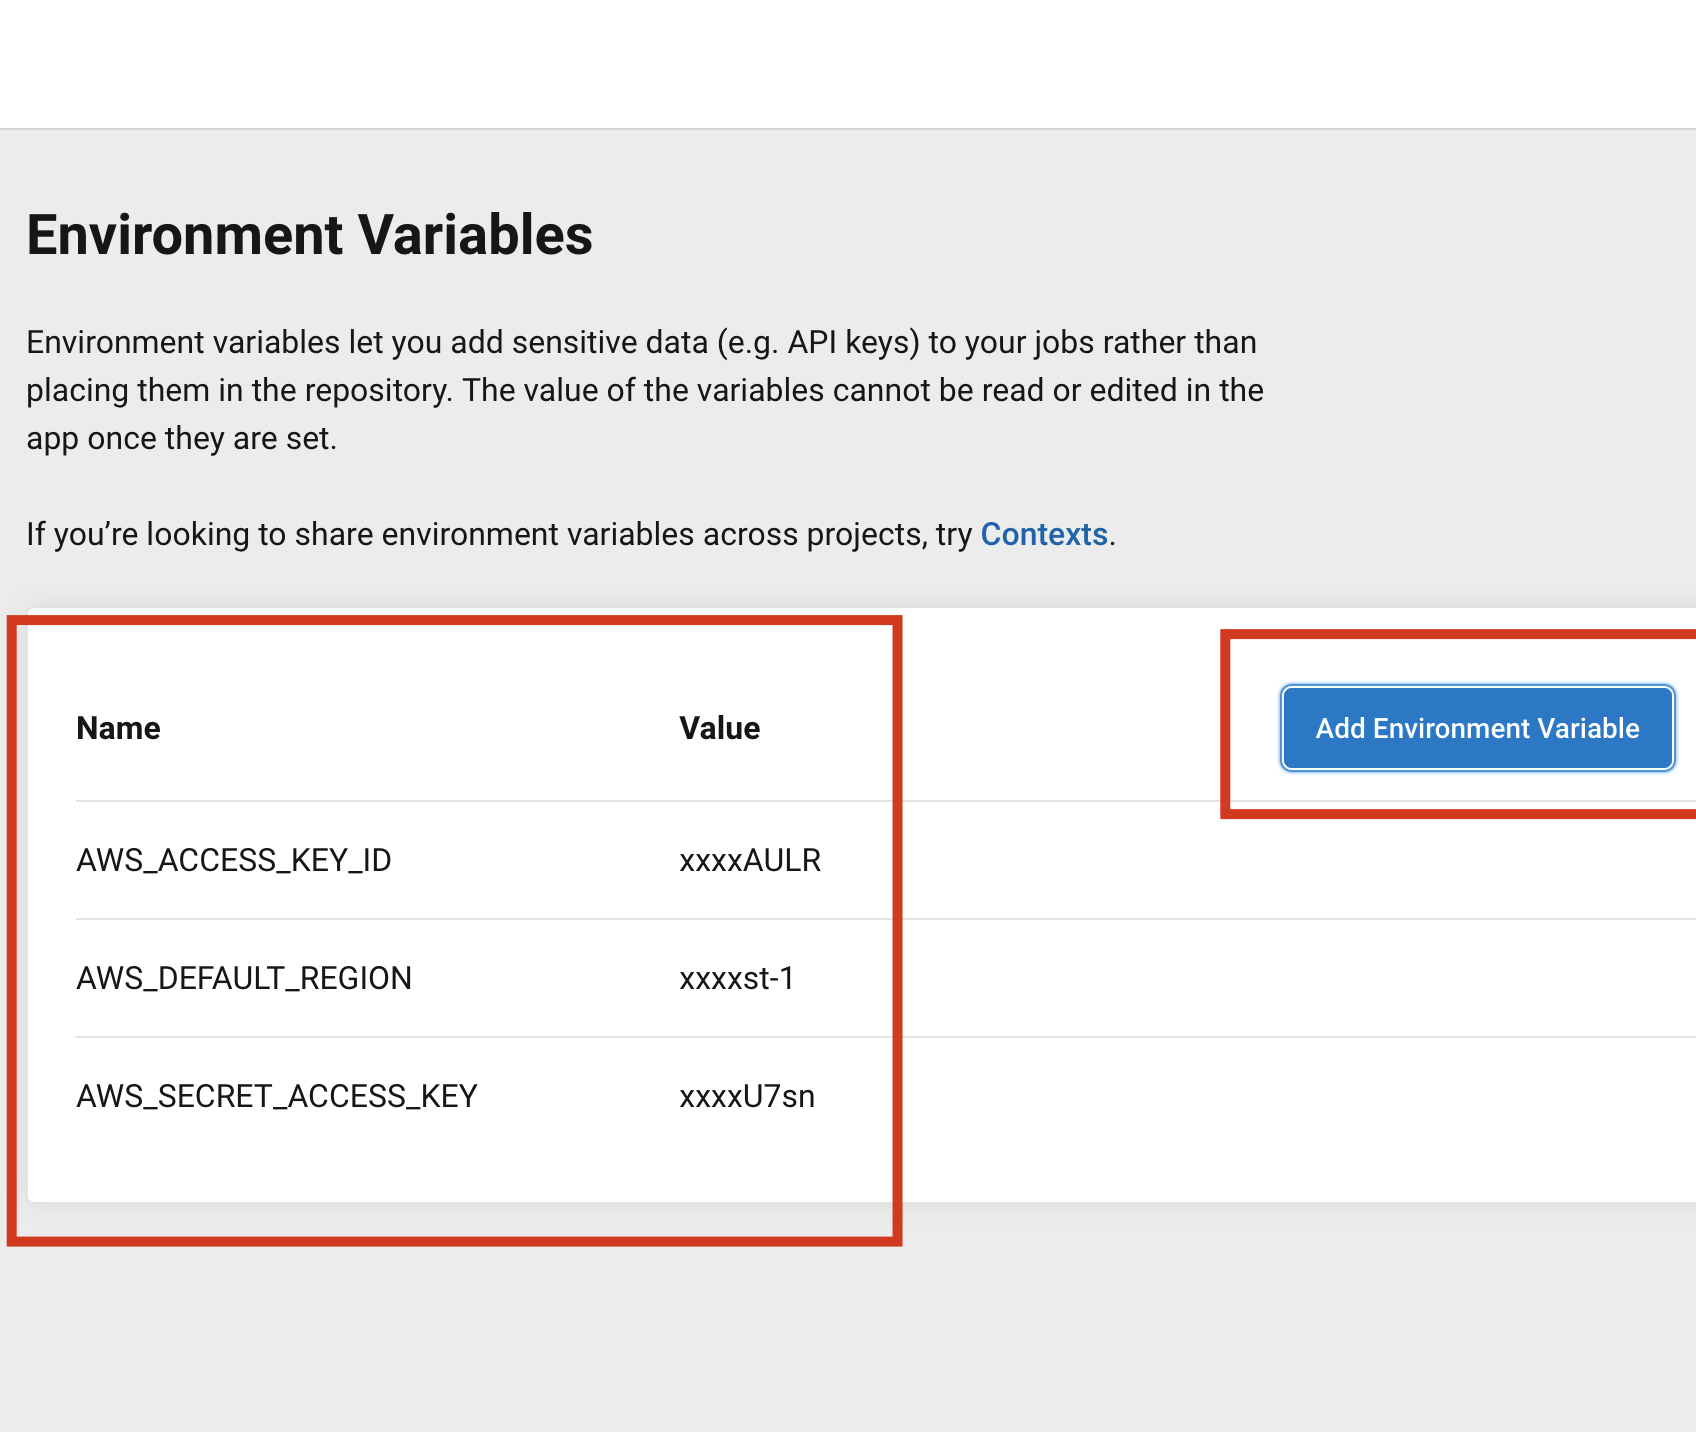 Environment Variables
Environment variables let you add sensitive data (e.g. API keys) to your jobs rather than
placing them in the repository. The value of the variables cannot be read or edited in the
app once they are set.
If you’re looking to share environment variables across projects, try Contexts.
Name Value Add Environment Variable
AWS_ACCESS_KEY_ID xxxxAULR
AWS_DEFAULT_REGION xxxxst-1
AWS_SECRET_ACCESS_KEY xxxxU7sn